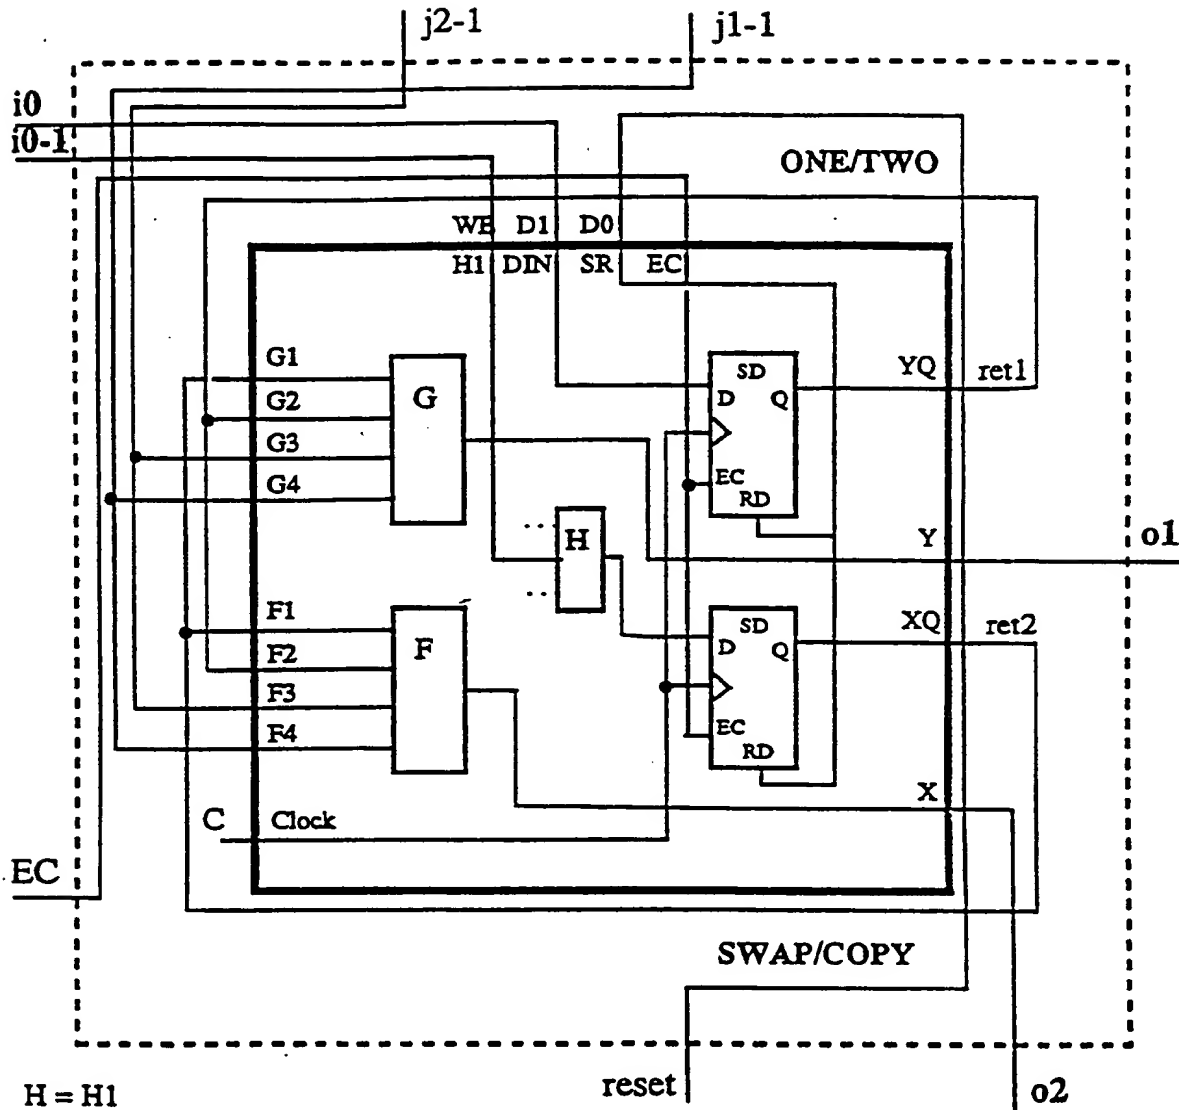 j2-1
j1-1
i0
i0-1
ONE/TWO
WE D1 D0
H1 DIN SR EC
G1
G2
G3
G4
G
SD
D Q
EC
RD
YQ
ret1
H
Y
o1
F1
F2
F3
F4
F
SD
D Q
EC
RD
XQ
ret2
X
C
Clock
EC
SWAP/COPY
reset
o2
H = H1